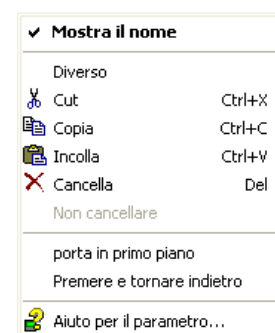 Mostra il nome
Diverso
Cut Ctrl+X
Copia Ctrl+C
Incolla Ctrl+V
Cancella Del
Non cancellare
porta in primo piano
Premere e tornare indietro
Aiuto per il parametro...